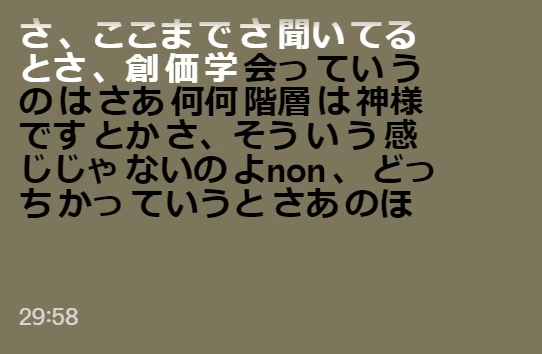 さ、ここまでさ聞いてる
とさ、創価学会っていう
のはさあ何何階層は神様
ですとかさ、そういう感
じじゃないのよnon、どっ
ちかっていうとさあのほ
29:58